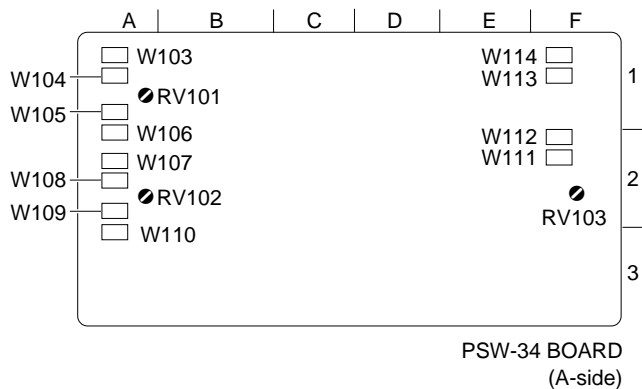 A B C D E F
W103 W114
W104 W113 1
RV101
W105
W106 W112
W107 W111
W108 2
RV102
W109 RV103
W110
3
PSW-34 BOARD
(A-side)